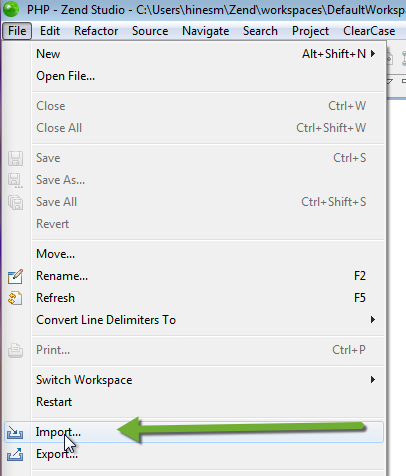 PHP - Zend Studio - C:\Users\hinesm\Zend\workspaces\DefaultWorksp
File Edit Refactor Source Navigate Search Project ClearCase
New Alt+Shift+N
Open File...
Close Ctrl+W
Close All Ctrl+Shift+W
Save Ctrl+S
Save As...
Save All Ctrl+Shift+S
Revert
Move...
Rename... F2
Refresh F5
Convert Line Delimiters To
Print... Ctrl+P
Switch Workspace
Restart
Import...
Export...